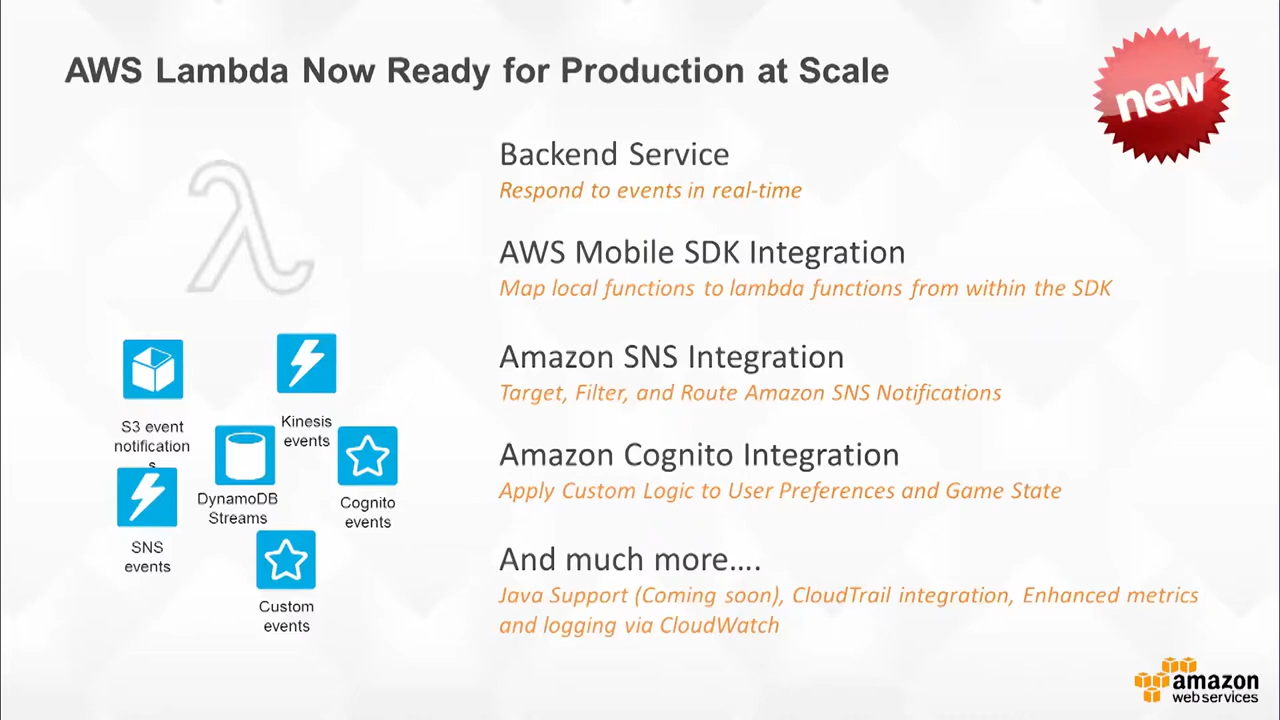 AWS Lambda Now Ready for Production at Scale
new
Backend Service
Respond to events in real-time
AWS Mobile SDK Integration
Map local functions to lambda functions from within the SDK
Amazon SNS Integration
Target, Filter, and Route Amazon SNS Notifications
Amazon Cognito Integration
Apply Custom Logic to User Preferences and Game State
And much more….
Java Support (Coming soon), CloudTrail integration, Enhanced metrics
and logging via CloudWatch
λ
S3 event
notification
s
Kinesis
events
DynamoDB
Streams
Cognito
events
SNS
events
Custom
events
amazon
webservices